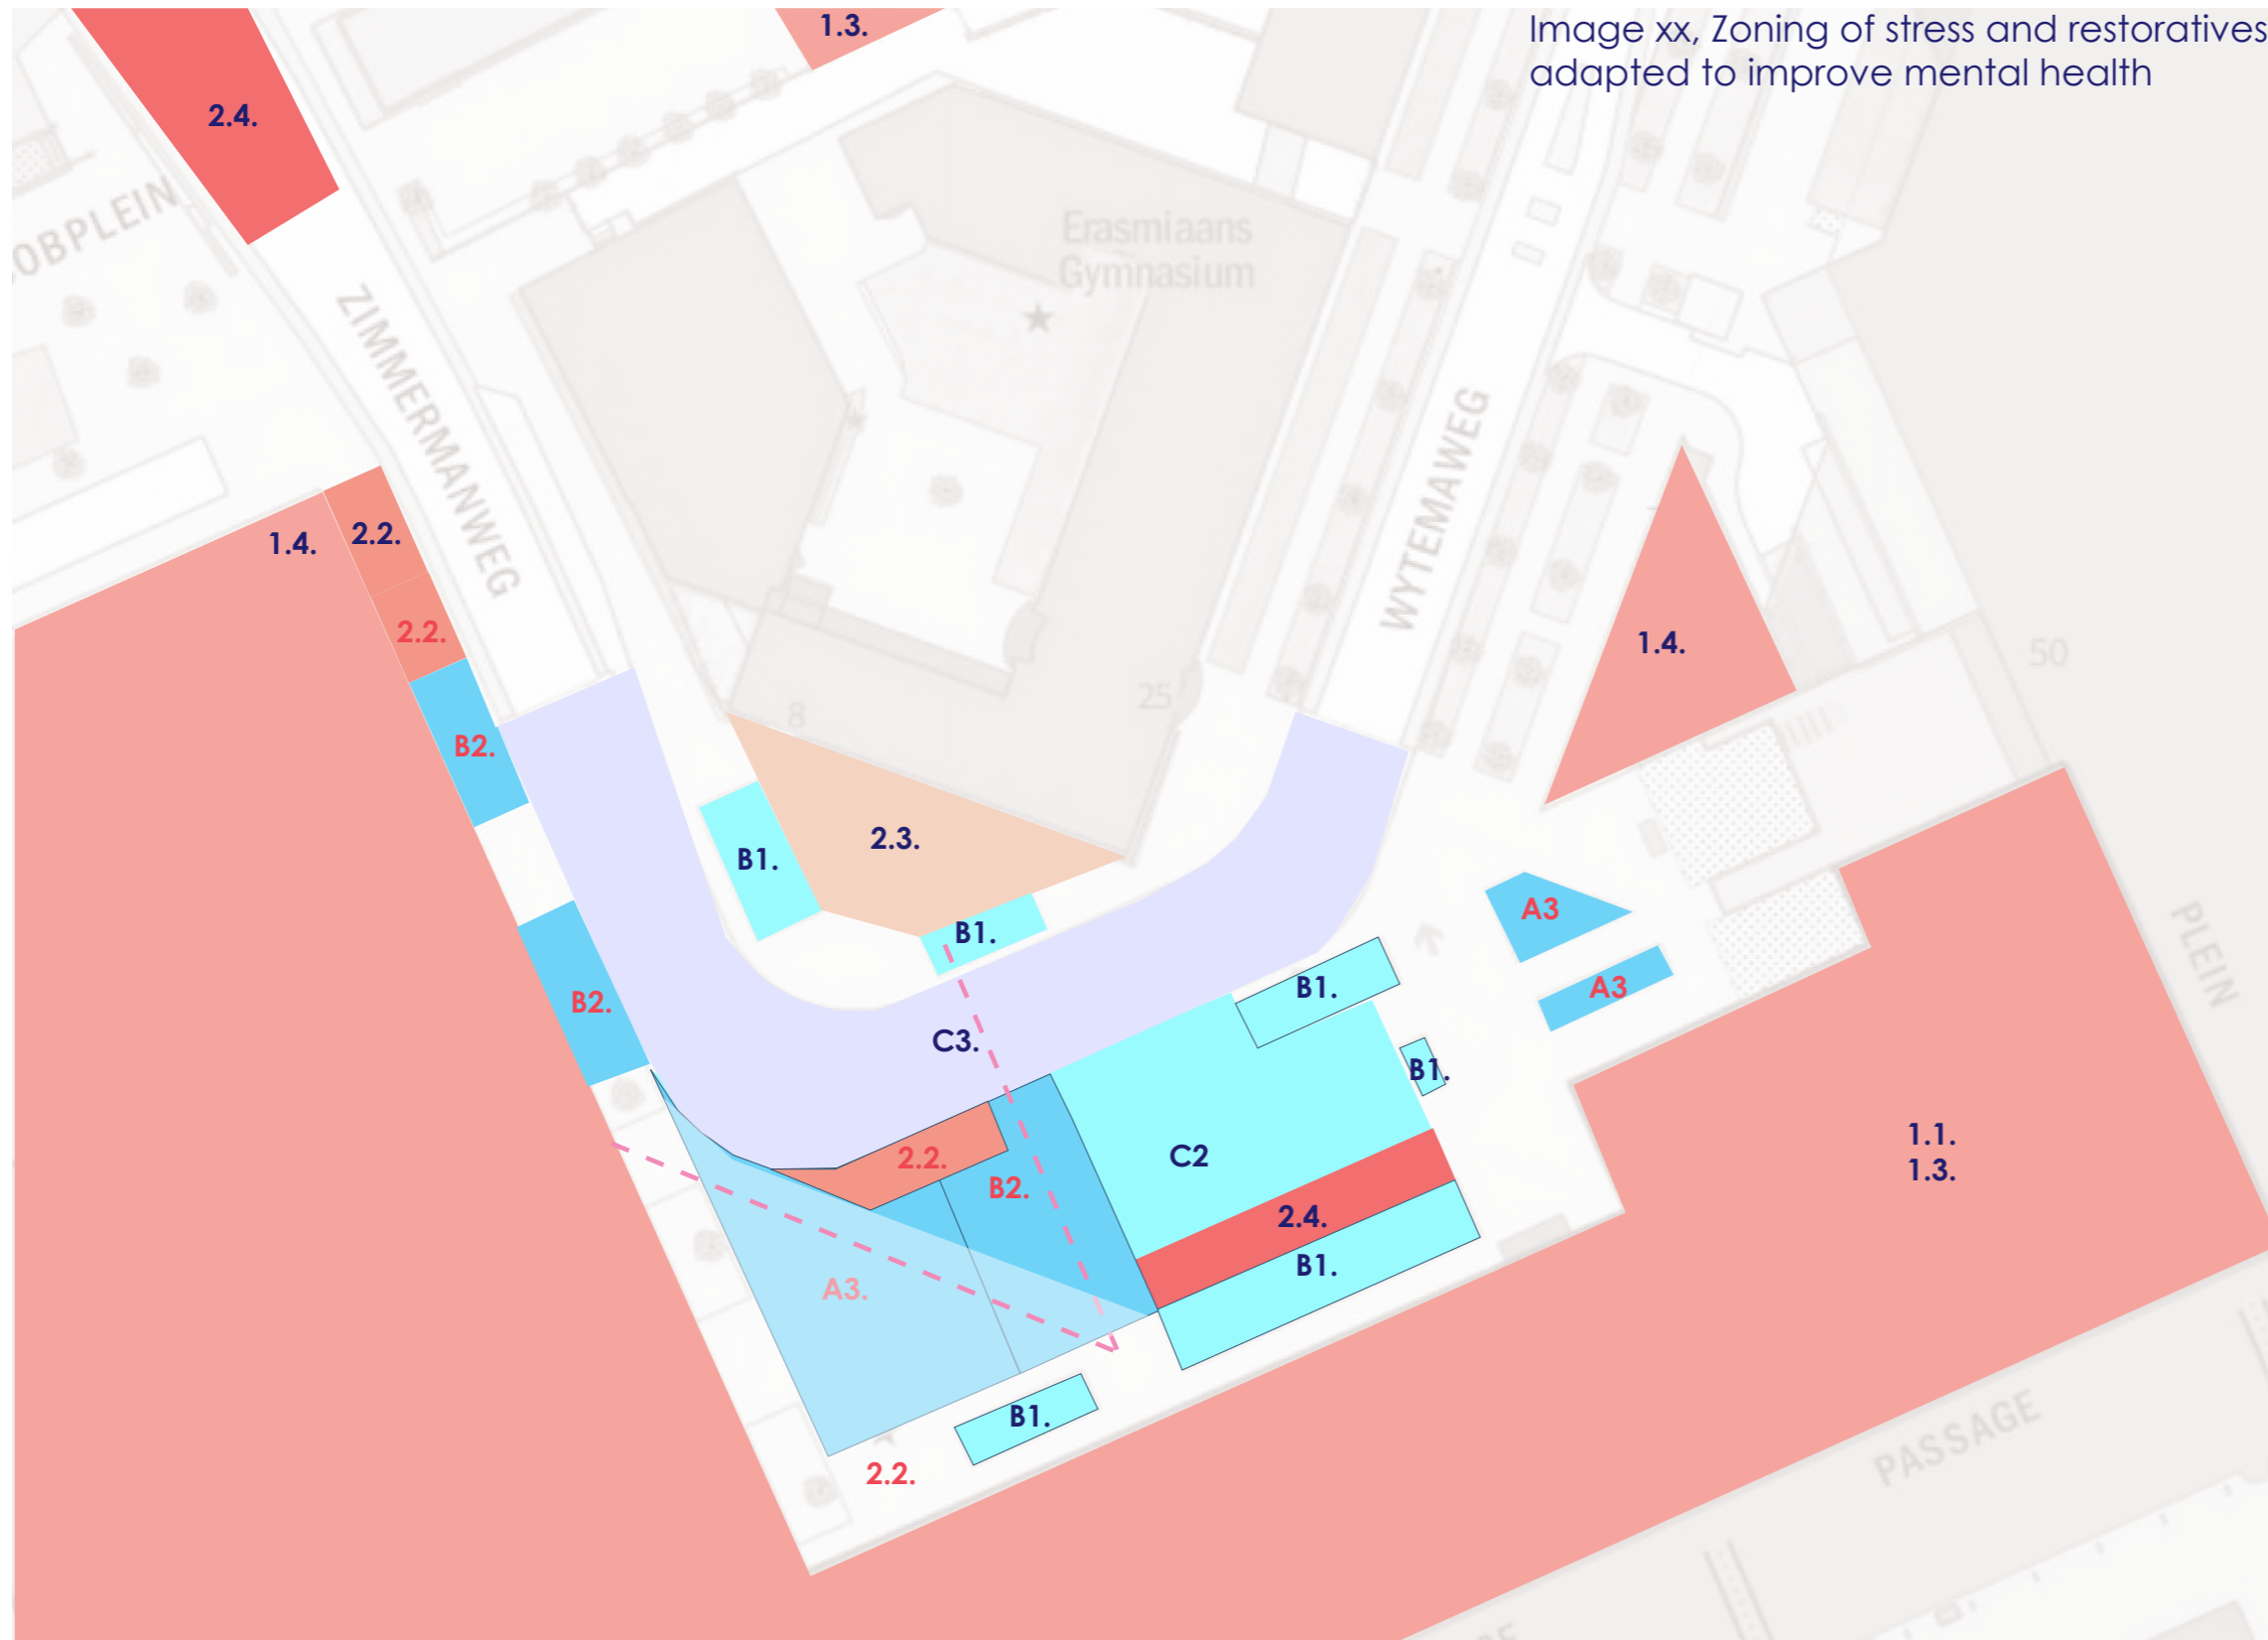 Image xx, Zoning of stress and restoratives
adapted to improve mental health
1.3.
2.4.
OBPLEIN
Erasmiaans
Gymnasium
ZIMMERMANWEG
WYTEMAWEG
1.4.
2.2.
2.2.
1.4.
50
25
8
B2.
2.3.
B1.
B1.
A3
PLEIN
B2.
B1.
A3
C3.
B1.
1.1.
1.3.
C2
2.2.
B2.
2.4.
B1.
A3.
B1.
2.2.
PASSAGE
GE